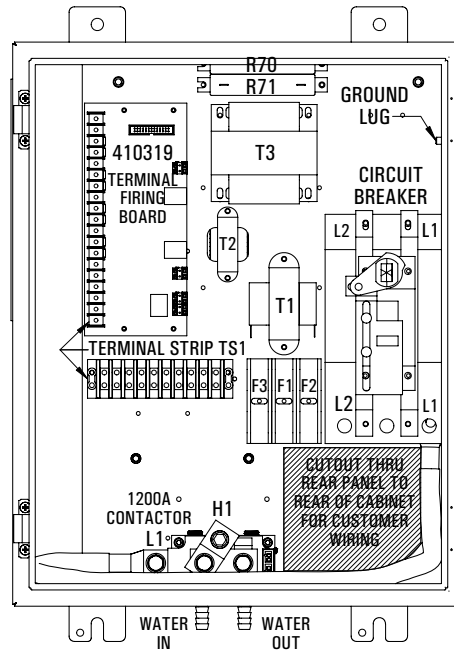 R70
R71
GROUND
LUG
410319
TERMINAL
FIRING
BOARD
T3
CIRCUIT
BREAKER
T2
L2
L1
T1
TERMINAL STRIP TS1
F3
F1
F2
L2
L1
CUTOUT THRU
REAR PANEL TO
REAR OF CABINET
FOR CUSTOMER
WIRING
1200A
CONTACTOR
H1
L1
WATER
IN
WATER
OUT